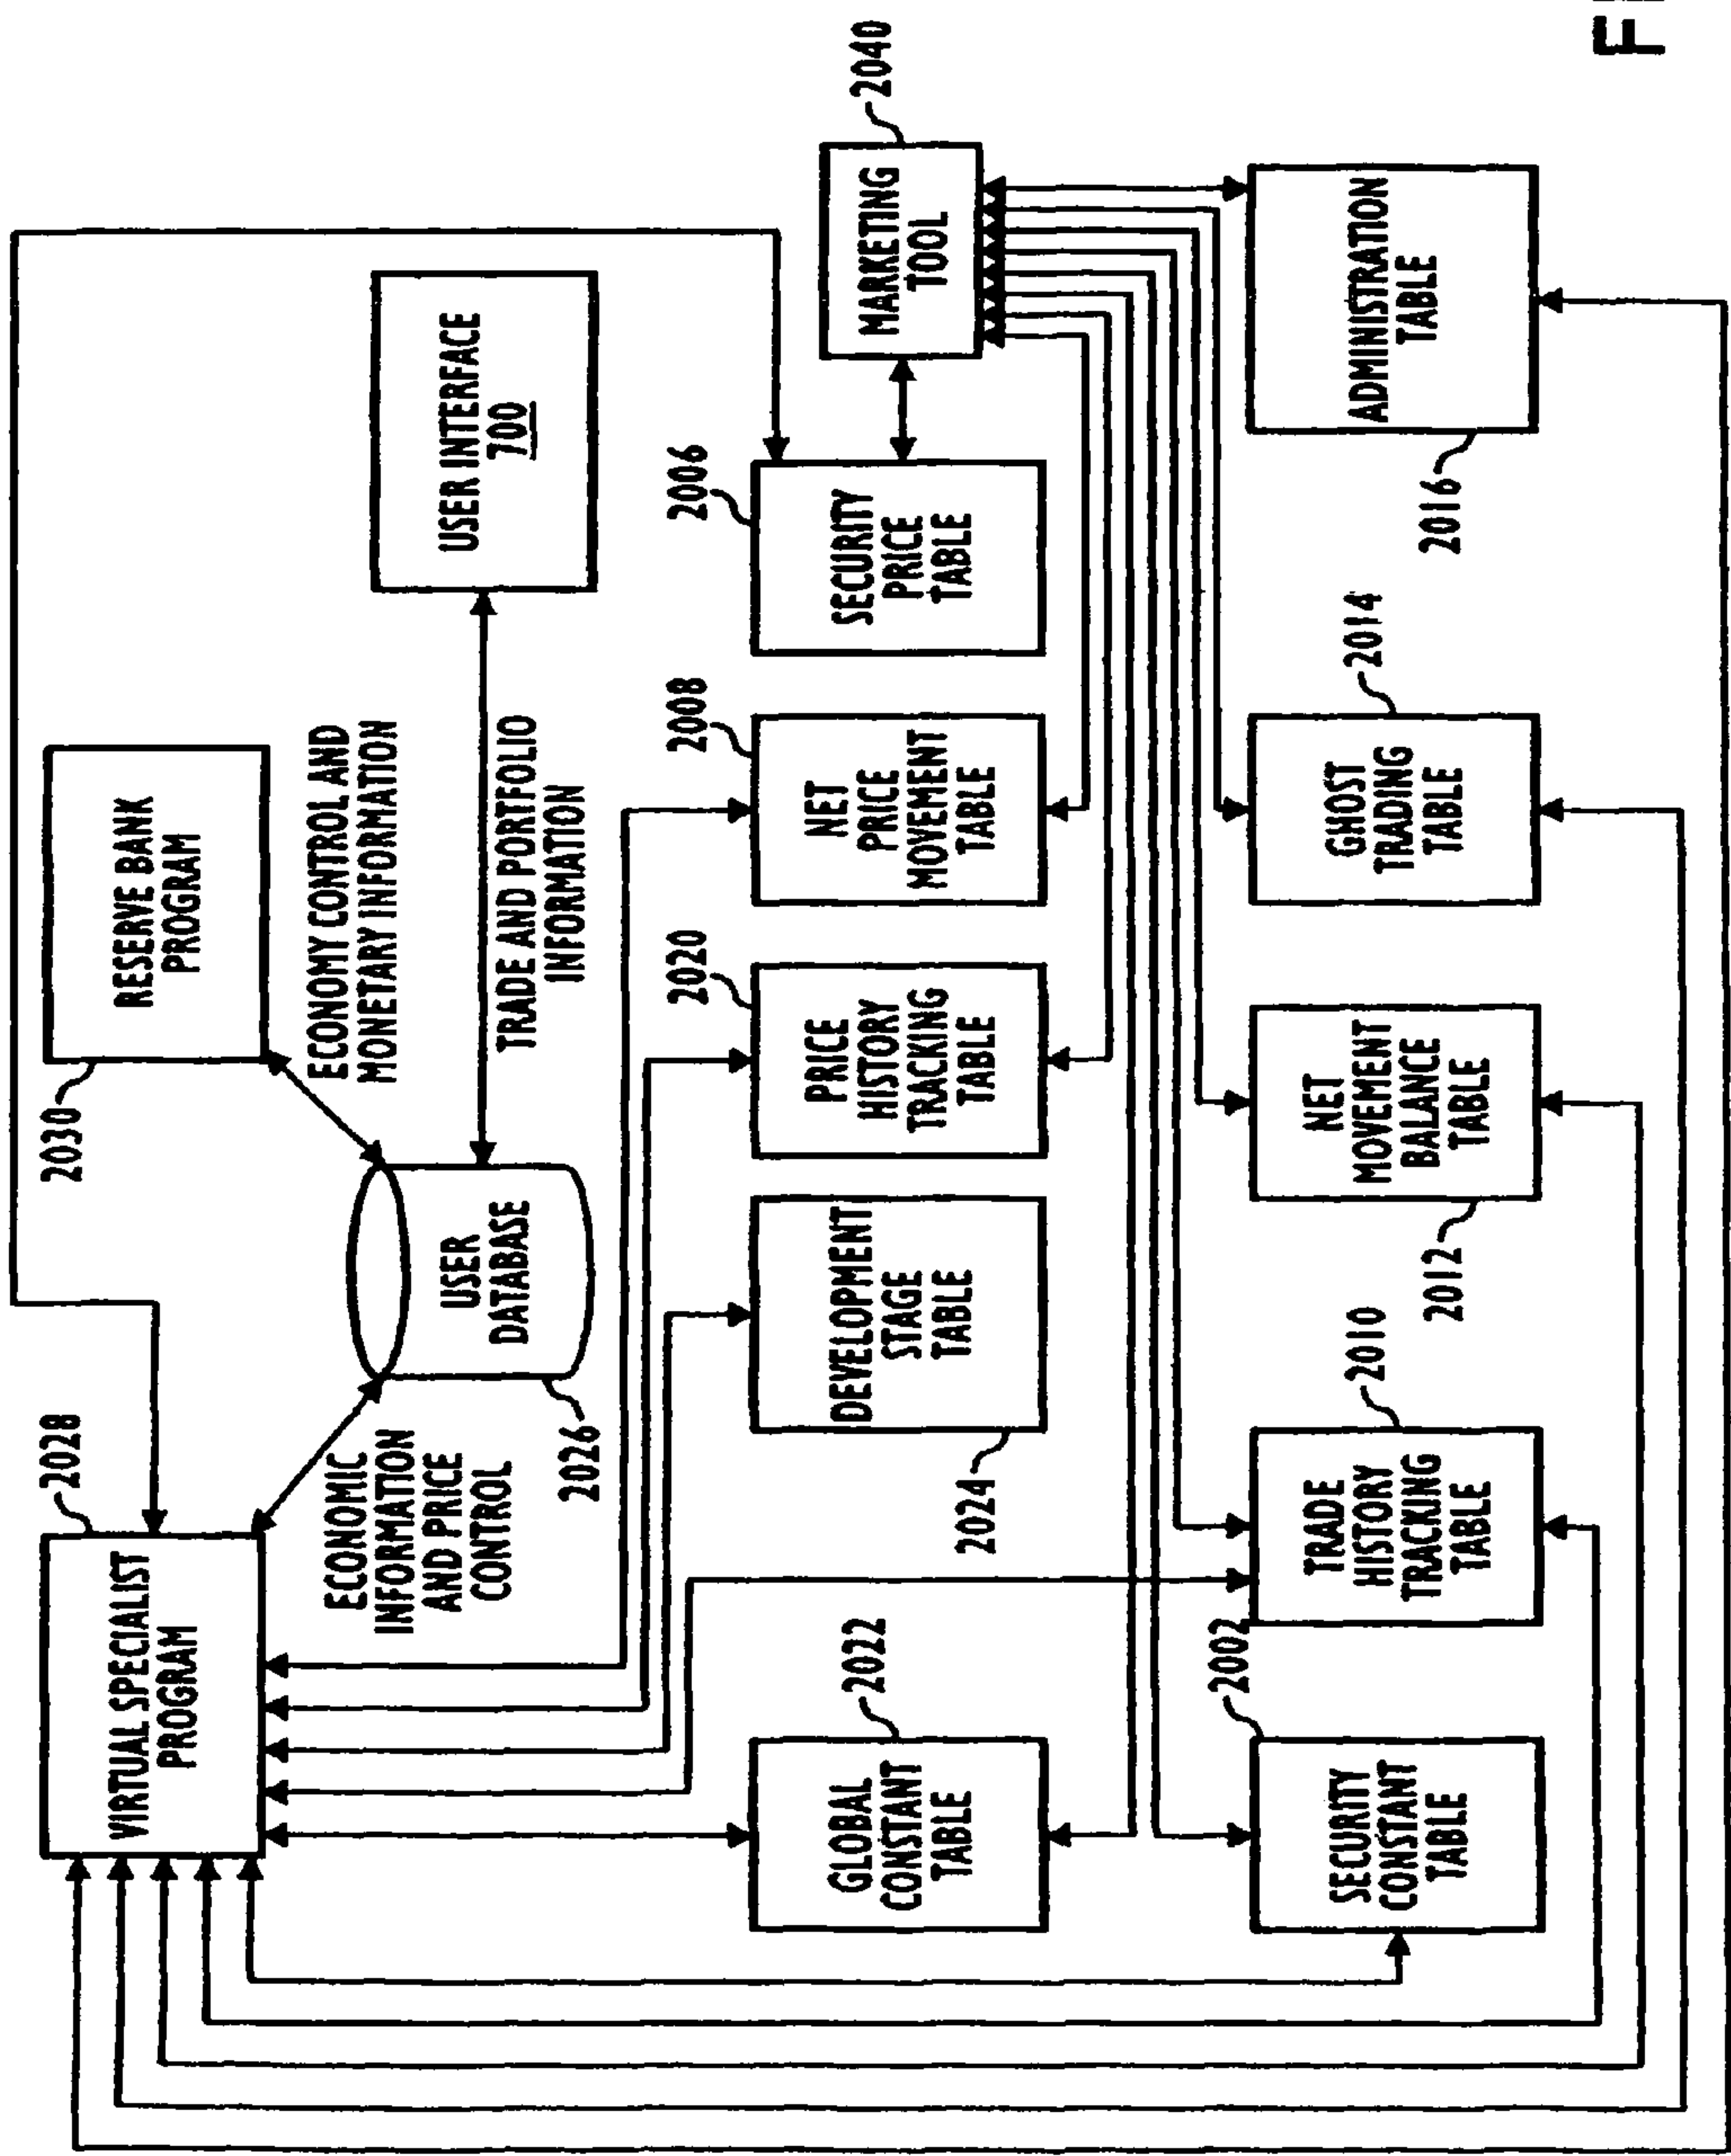 2028
VIRTUAL SPECIALIST
PROGRAM
2030
RESERVE BANK
PROGRAM
ECONOMY CONTROL AND
MONETARY INFORMATION
ECONOMIC
INFORMATION
AND PRICE
CONTROL
USER
DATABASE
2026
TRADE AND PORTFOLIO
INFORMATION
USER INTERFACE
700
2022
GLOBAL
CONSTANT
TABLE
2024
DEVELOPMENT
STAGE
TABLE
2020
PRICE
HISTORY
TRACKING
TABLE
2008
NET
PRICE
MOVEMENT
TABLE
2006
SECURITY
PRICE
TABLE
2040
MARKETING
TOOL
2002
SECURITY
CONSTANT
TABLE
2010
TRADE
HISTORY
TRACKING
TABLE
2012
NET
MOVEMENT
BALANCE
TABLE
2014
GHOST
TRADING
TABLE
2016
ADMINISTRATION
TABLE